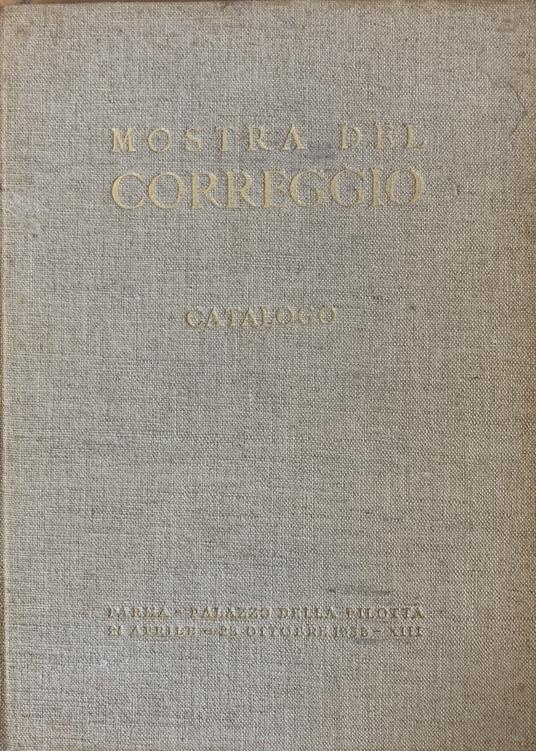 MOSTRA DEL
CORREGGIO
CATALOGO
PARMA - PALAZZO DELLA PILOTTA
21 APRILE - 28 OTTOBRE 1935 - XIII